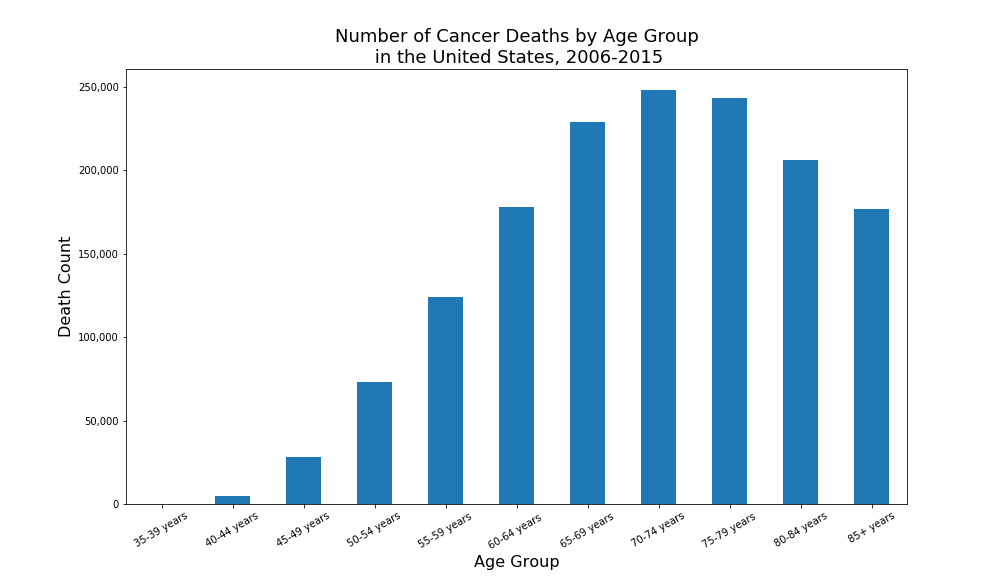 Number of Cancer Deaths by Age Group
in the United States, 2006-2015
250,000
200,000
150,000
100,000
50,000
0
Death Count
35-39 years
40-44 years
45-49 years
50-54 years
55-59 years
60-64 years
65-69 years
70-74 years
75-79 years
80-84 years
85+ years
Age Group